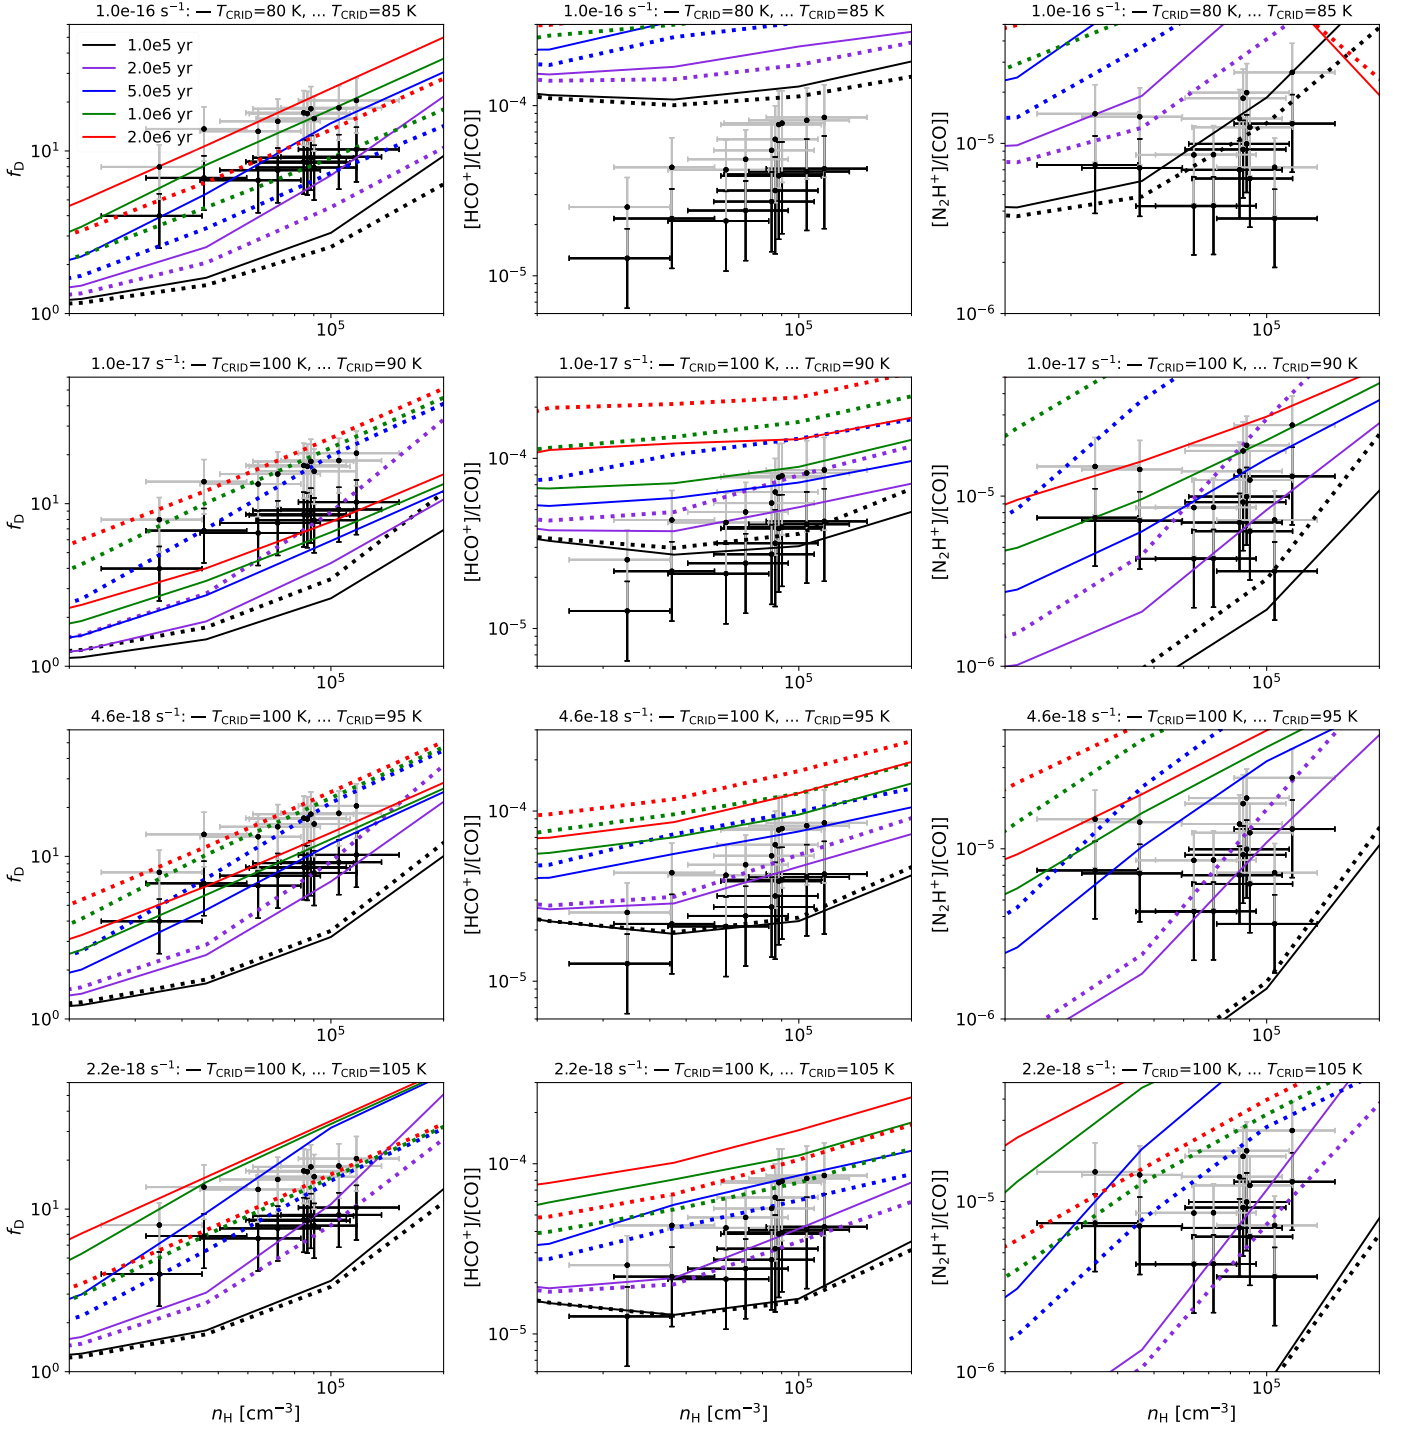 1.0e-16 s⁻¹: — T_CRID=80 K, ... T_CRID=85 K
1.0e-16 s⁻¹: — T_CRID=80 K, ... T_CRID=85 K
1.0e-16 s⁻¹: — T_CRID=80 K, ... T_CRID=85 K
1.0e5 yr
2.0e5 yr
5.0e5 yr
1.0e6 yr
2.0e6 yr
f_D
10¹
10⁰
10⁵
[HCO⁺]/[CO]
10⁻⁴
10⁻⁵
10⁵
[N₂H⁺]/[CO]
10⁻⁵
10⁻⁶
10⁵
1.0e-17 s⁻¹: — T_CRID=100 K, ... T_CRID=90 K
1.0e-17 s⁻¹: — T_CRID=100 K, ... T_CRID=90 K
1.0e-17 s⁻¹: — T_CRID=100 K, ... T_CRID=90 K
f_D
10¹
10⁰
10⁵
[HCO⁺]/[CO]
10⁻⁴
10⁻⁵
10⁵
[N₂H⁺]/[CO]
10⁻⁵
10⁻⁶
10⁵
4.6e-18 s⁻¹: — T_CRID=100 K, ... T_CRID=95 K
4.6e-18 s⁻¹: — T_CRID=100 K, ... T_CRID=95 K
4.6e-18 s⁻¹: — T_CRID=100 K, ... T_CRID=95 K
f_D
10¹
10⁰
10⁵
[HCO⁺]/[CO]
10⁻⁴
10⁻⁵
10⁵
[N₂H⁺]/[CO]
10⁻⁵
10⁻⁶
10⁵
2.2e-18 s⁻¹: — T_CRID=100 K, ... T_CRID=105 K
2.2e-18 s⁻¹: — T_CRID=100 K, ... T_CRID=105 K
2.2e-18 s⁻¹: — T_CRID=100 K, ... T_CRID=105 K
f_D
10¹
10⁰
10⁵
n_H [cm⁻³]
[HCO⁺]/[CO]
10⁻⁴
10⁻⁵
10⁵
n_H [cm⁻³]
[N₂H⁺]/[CO]
10⁻⁵
10⁻⁶
10⁵
n_H [cm⁻³]